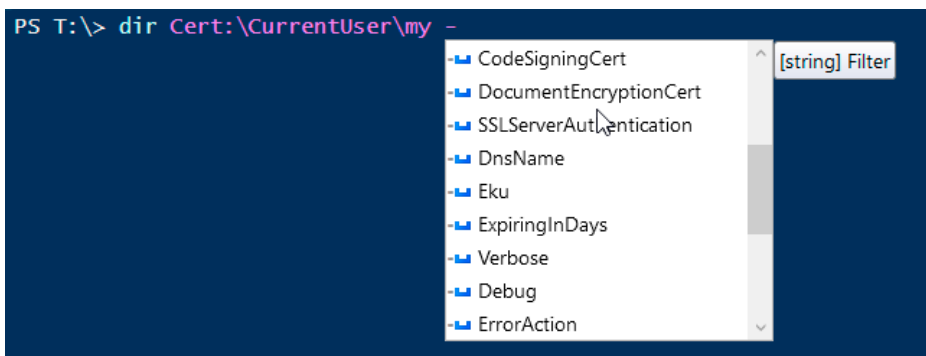 PS T:\> dir Cert:\CurrentUser\my -
CodeSigningCert
[string] Filter
DocumentEncryptionCert
SSLServerAuthentication
DnsName
Eku
ExpiringInDays
Verbose
Debug
ErrorAction